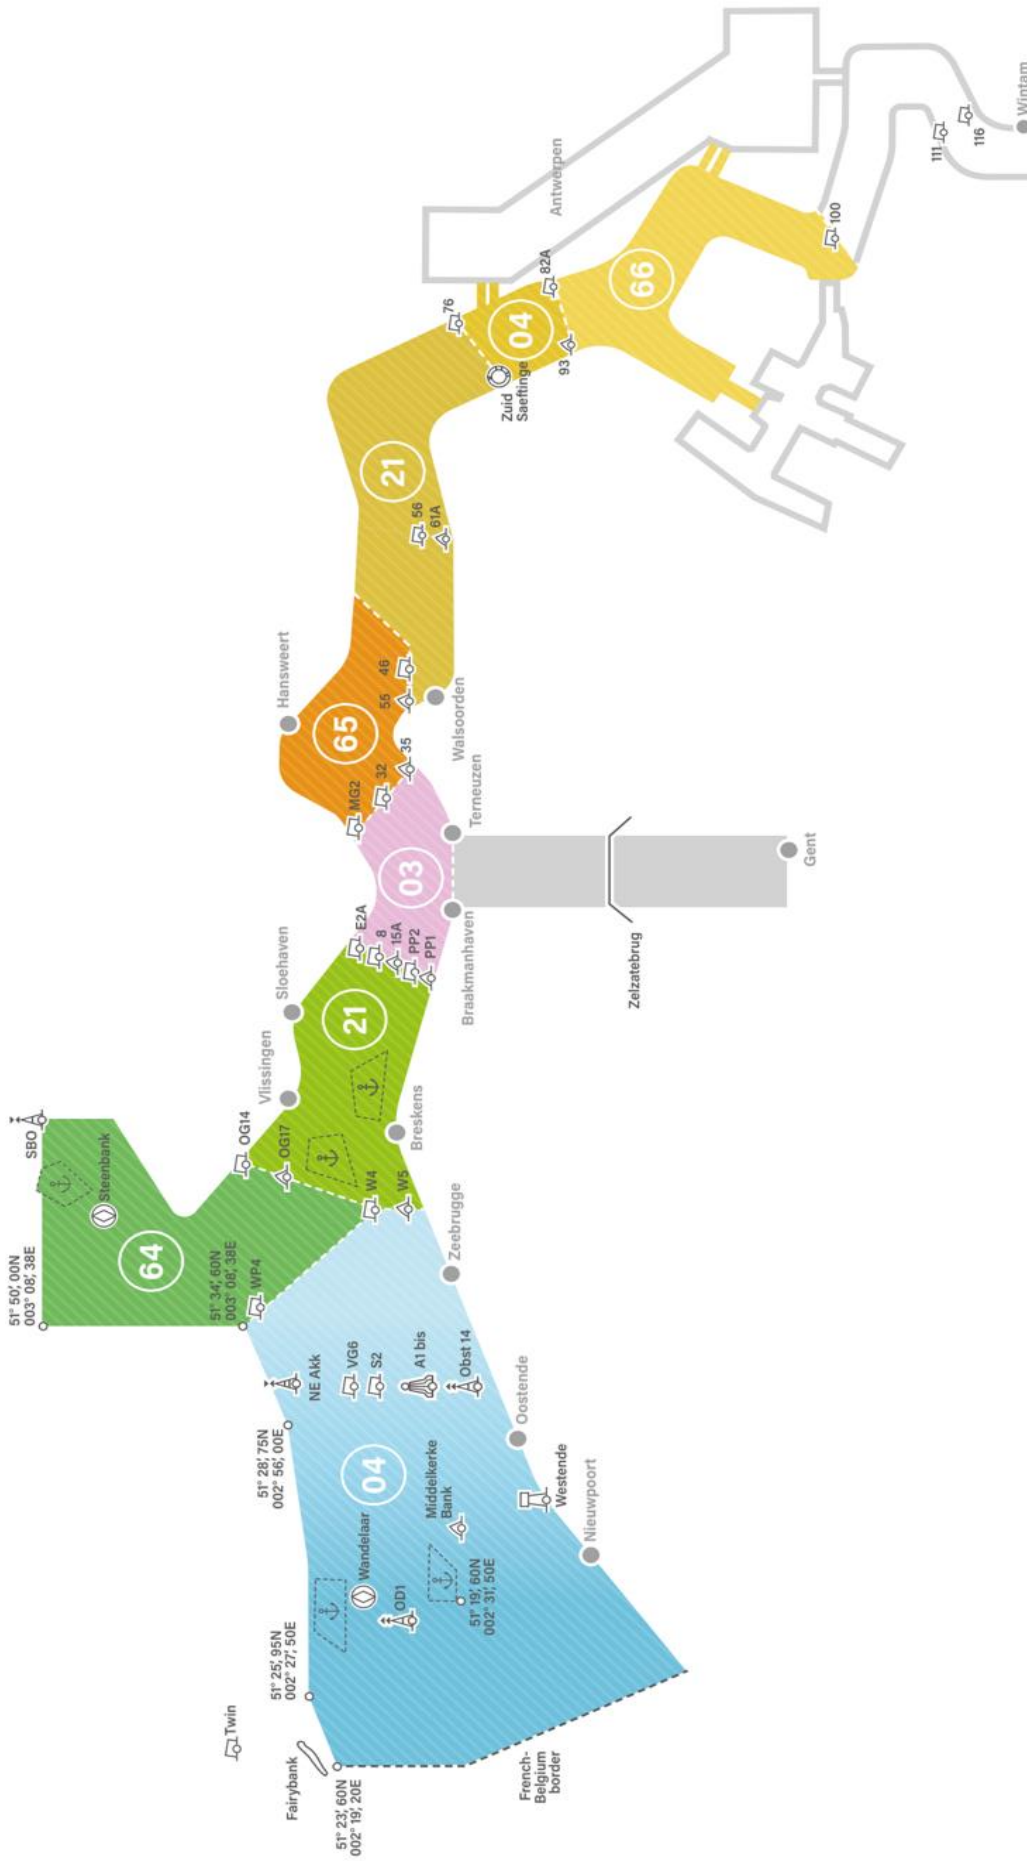 51° 50', 00N
003° 08', 38E
SBO
Steenbank
64
51° 34', 60N
003° 08', 38E
WP4
OG14
OG17
W4
W5
Vlissingen
Sloehaven
Breskens
Zeebrugge
21
E2A
8
15A
PP2
PP1
Braakmanhaven
03
MG2
32
35
Terneuzen
Zelzatebrug
Gent
Hansweert
65
55
46
Walsoorden
21
56
61A
76
Zuid
Saeftinge
04
82A
93
Antwerpen
66
100
111
116
Wintam
Twin
Fairybank
51° 23', 60N
002° 19', 20E
51° 25', 95N
002° 27', 50E
51° 28', 75N
002° 56', 00E
NE Akk
VG6
S2
A1 bis
Obst 14
04
Wandelaar
OD1
Middelkerke
Bank
51° 19', 60N
002° 31', 50E
Oostende
Westende
Nieuwpoort
French-
Belgium
border